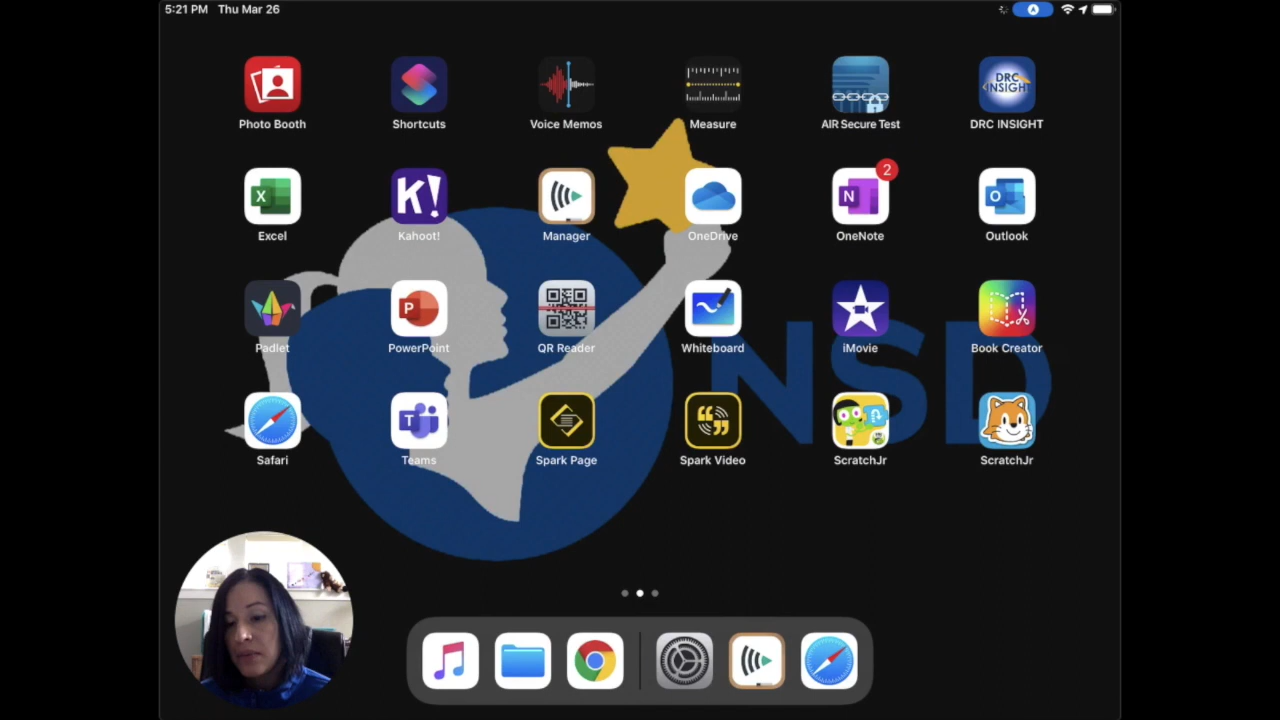 5:21 PM Thu Mar 26
Photo Booth Shortcuts Voice Memos Measure AIR Secure Test DRC INSIGHT
DRC
INSIGHT
X K! N 2 O
Excel Kahoot! Manager OneDrive OneNote Outlook
P
Padlet PowerPoint QR Reader Whiteboard iMovie Book Creator
NSD
T
Safari Teams Spark Page Spark Video ScratchJr ScratchJr